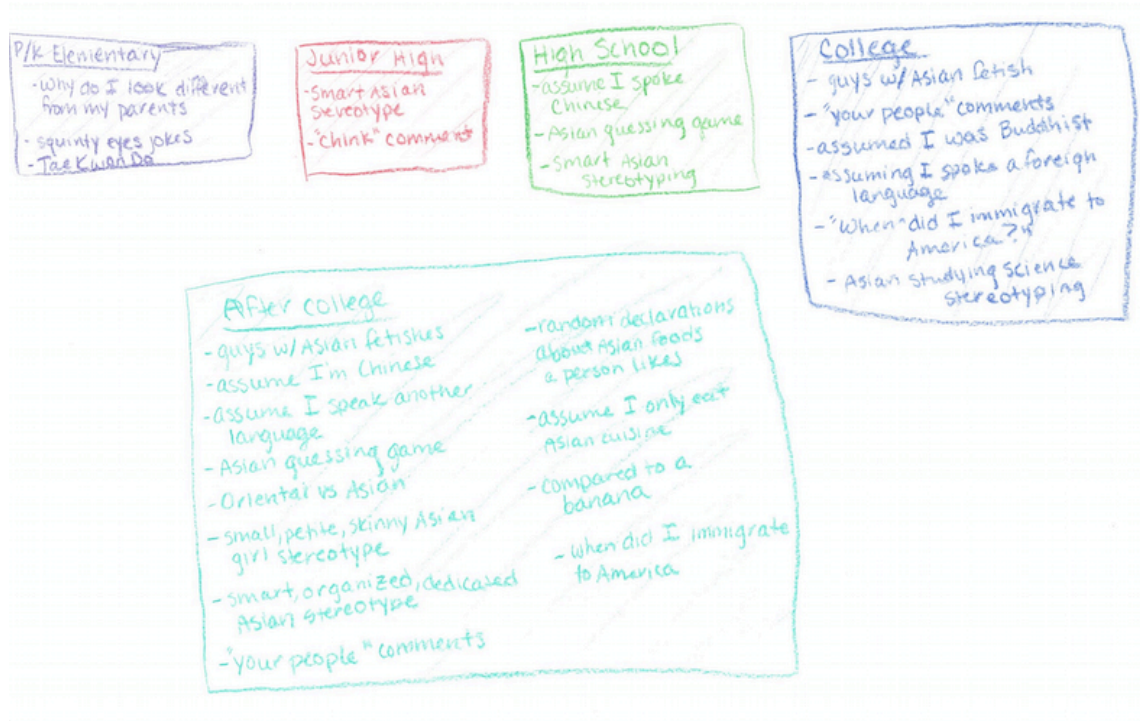 P/K Elementary
- why do I look different
from my parents
- squinty eyes jokes
- Tae Kwon Do
Junior High
- smart Asian
stereotype
- "Chink" comment
High School
- assume I spoke
Chinese
- Asian guessing game
- smart Asian
stereotyping
College
- guys w/ Asian fetish
- "your people" comments
- assumed I was Buddhist
- assuming I spoke a foreign
language
- "When" did I immigrate to
America?"
- Asian studying science
stereotyping
After college
- guys w/ Asian fetishes
- assume I'm Chinese
- assume I speak another
language
- Asian guessing game
- Oriental vs Asian
- small, petite, skinny Asian
girl stereotype
- smart, organized, dedicated
Asian stereotype
- "your people" comments
- random declarations
about Asian foods
a person likes
- assume I only eat
Asian cuisine
- compared to a
banana
- when did I immigrate
to America